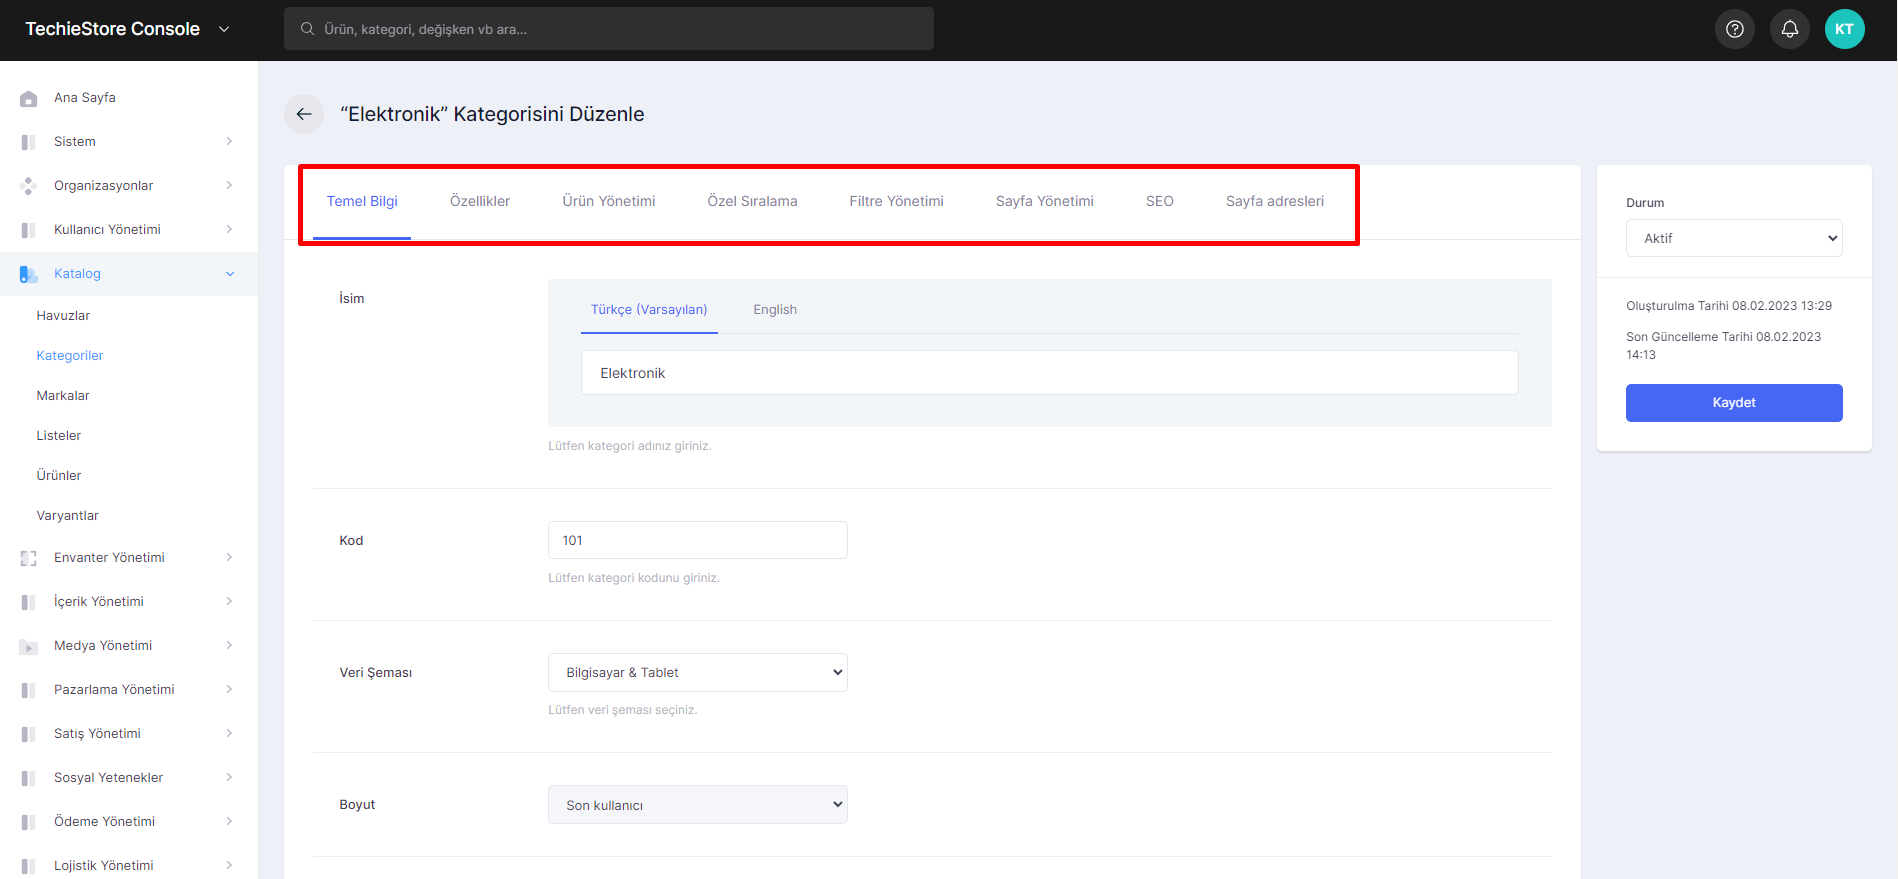 TechieStore Console
Ürün, kategori, değişken vb ara...
KT
Ana Sayfa
Sistem
Organizasyonlar
Kullanıcı Yönetimi
Katalog
Havuzlar
Kategoriler
Markalar
Listeler
Ürünler
Varyantlar
Envanter Yönetimi
İçerik Yönetimi
Medya Yönetimi
Pazarlama Yönetimi
Satış Yönetimi
Sosyal Yetenekler
Ödeme Yönetimi
Lojistik Yönetimi
“Elektronik” Kategorisini Düzenle
Temel Bilgi Özellikler Ürün Yönetimi Özel Sıralama Filtre Yönetimi Sayfa Yönetimi SEO Sayfa adresleri
İsim
Türkçe (Varsayılan) English
Elektronik
Lütfen kategori adınız giriniz.
Kod
101
Lütfen kategori kodunu giriniz.
Veri Şeması
Bilgisayar & Tablet
Lütfen veri şeması seçiniz.
Boyut
Son kullanıcı
Durum
Aktif
Oluşturulma Tarihi 08.02.2023 13:29
Son Güncelleme Tarihi 08.02.2023
14:13
Kaydet